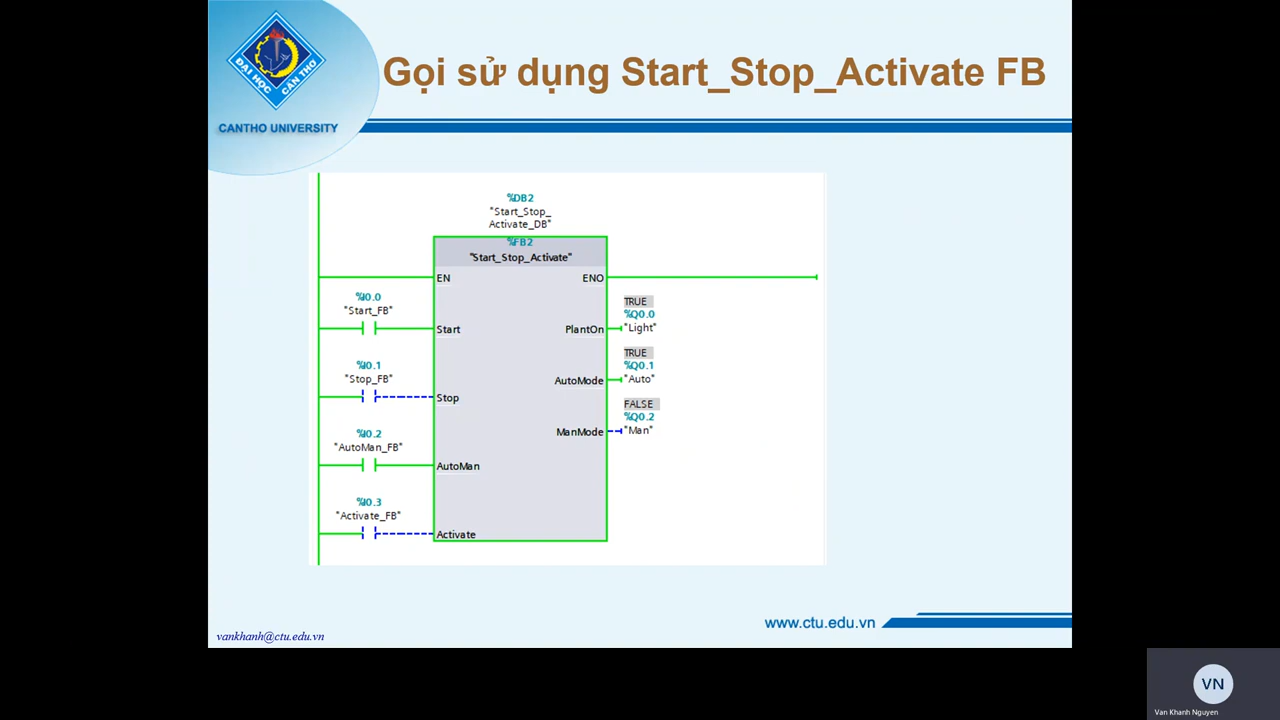 ĐẠI HỌC CẦN THƠ
CANTHO UNIVERSITY
Gọi sử dụng Start_Stop_Activate FB
%DB2
"Start_Stop_
Activate_DB"
%FB2
"Start_Stop_Activate"
EN
ENO
%I0.0
"Start_FB"
Start
TRUE
%Q0.0
PlantOn
"Light"
%I0.1
"Stop_FB"
Stop
TRUE
%Q0.1
AutoMode
"Auto"
%I0.2
"AutoMan_FB"
AutoMan
FALSE
%Q0.2
ManMode
"Man"
%I0.3
"Activate_FB"
Activate
www.ctu.edu.vn
vankhanh@ctu.edu.vn
VN
Van Khanh Nguyen